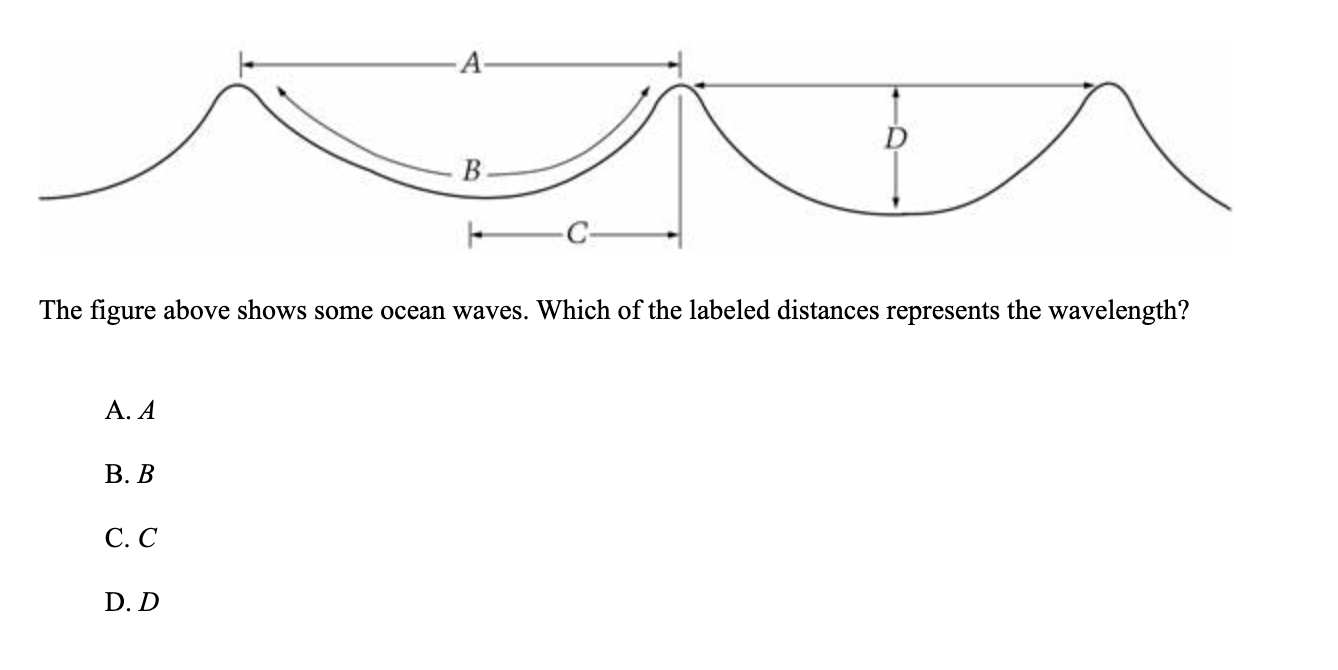 A
D
B
C
The figure above shows some ocean waves. Which of the labeled distances represents the wavelength?
A. A
B. B
C. C
D. D